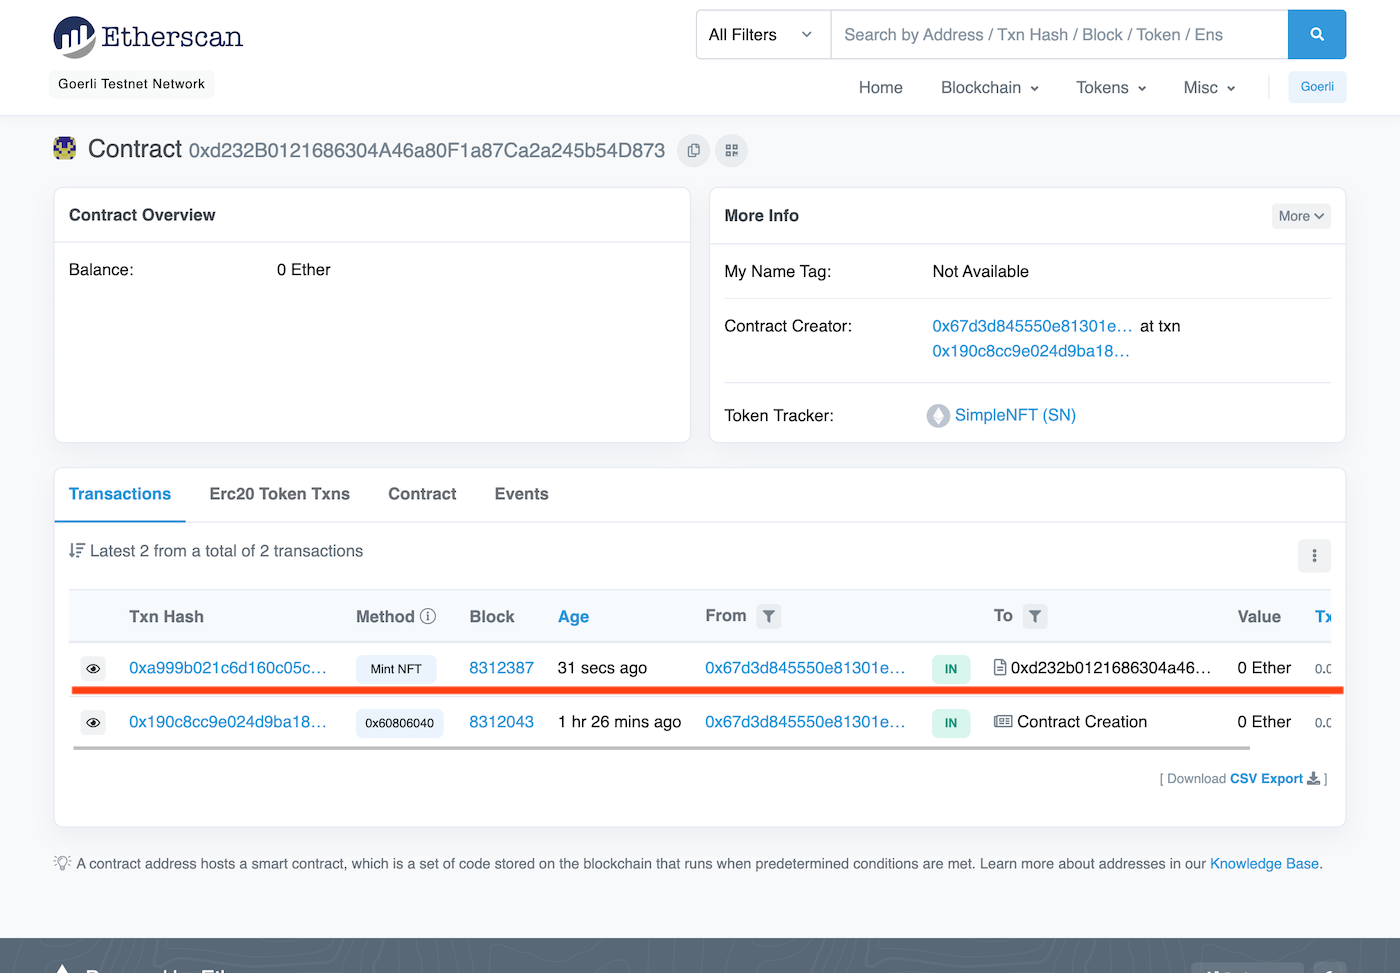 Etherscan
All Filters
Search by Address / Txn Hash / Block / Token / Ens
Goerli Testnet Network
Home Blockchain Tokens Misc Goerli
Contract 0xd232B0121686304A46a80F1a87Ca2a245b54D873
Contract Overview
Balance: 0 Ether
More Info More
My Name Tag: Not Available
Contract Creator: 0x67d3d845550e81301e... at txn
0x190c8cc9e024d9ba18...
Token Tracker: SimpleNFT (SN)
Transactions Erc20 Token Txns Contract Events
Latest 2 from a total of 2 transactions
Txn Hash Method Block Age From To Value
0xa999b021c6d160c05c... Mint NFT 8312387 31 secs ago 0x67d3d845550e81301e... IN 0xd232b0121686304a46... 0 Ether
0x190c8cc9e024d9ba18... 0x60806040 8312043 1 hr 26 mins ago 0x67d3d845550e81301e... IN Contract Creation 0 Ether
[ Download CSV Export ]
A contract address hosts a smart contract, which is a set of code stored on the blockchain that runs when predetermined conditions are met. Learn more about addresses in our Knowledge Base.